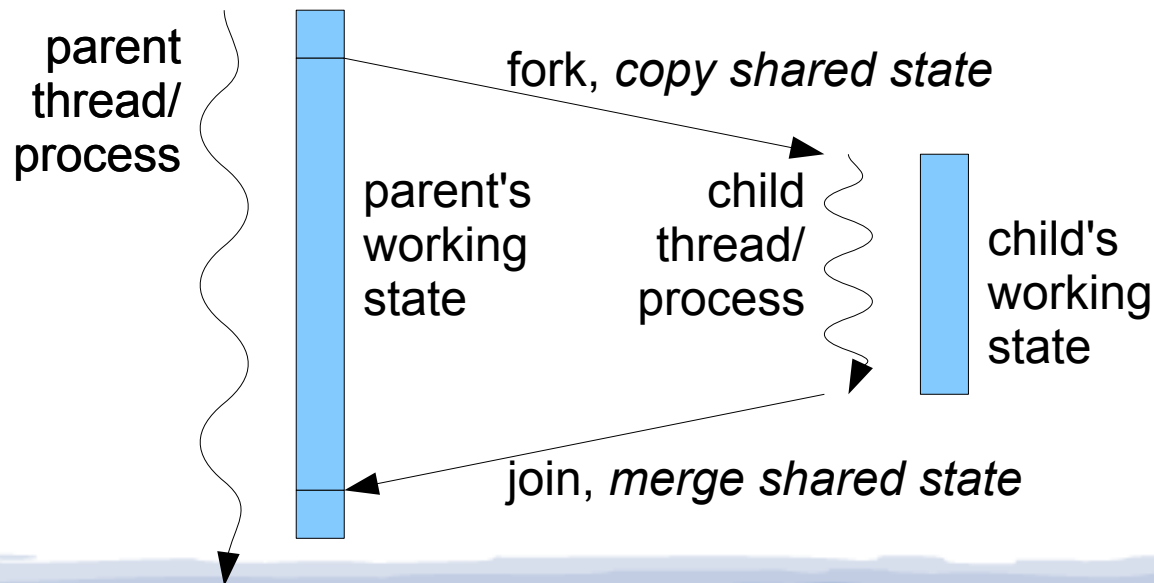 parent
thread/
process
fork, copy shared state
parent's
working
state
child
thread/
process
child's
working
state
join, merge shared state